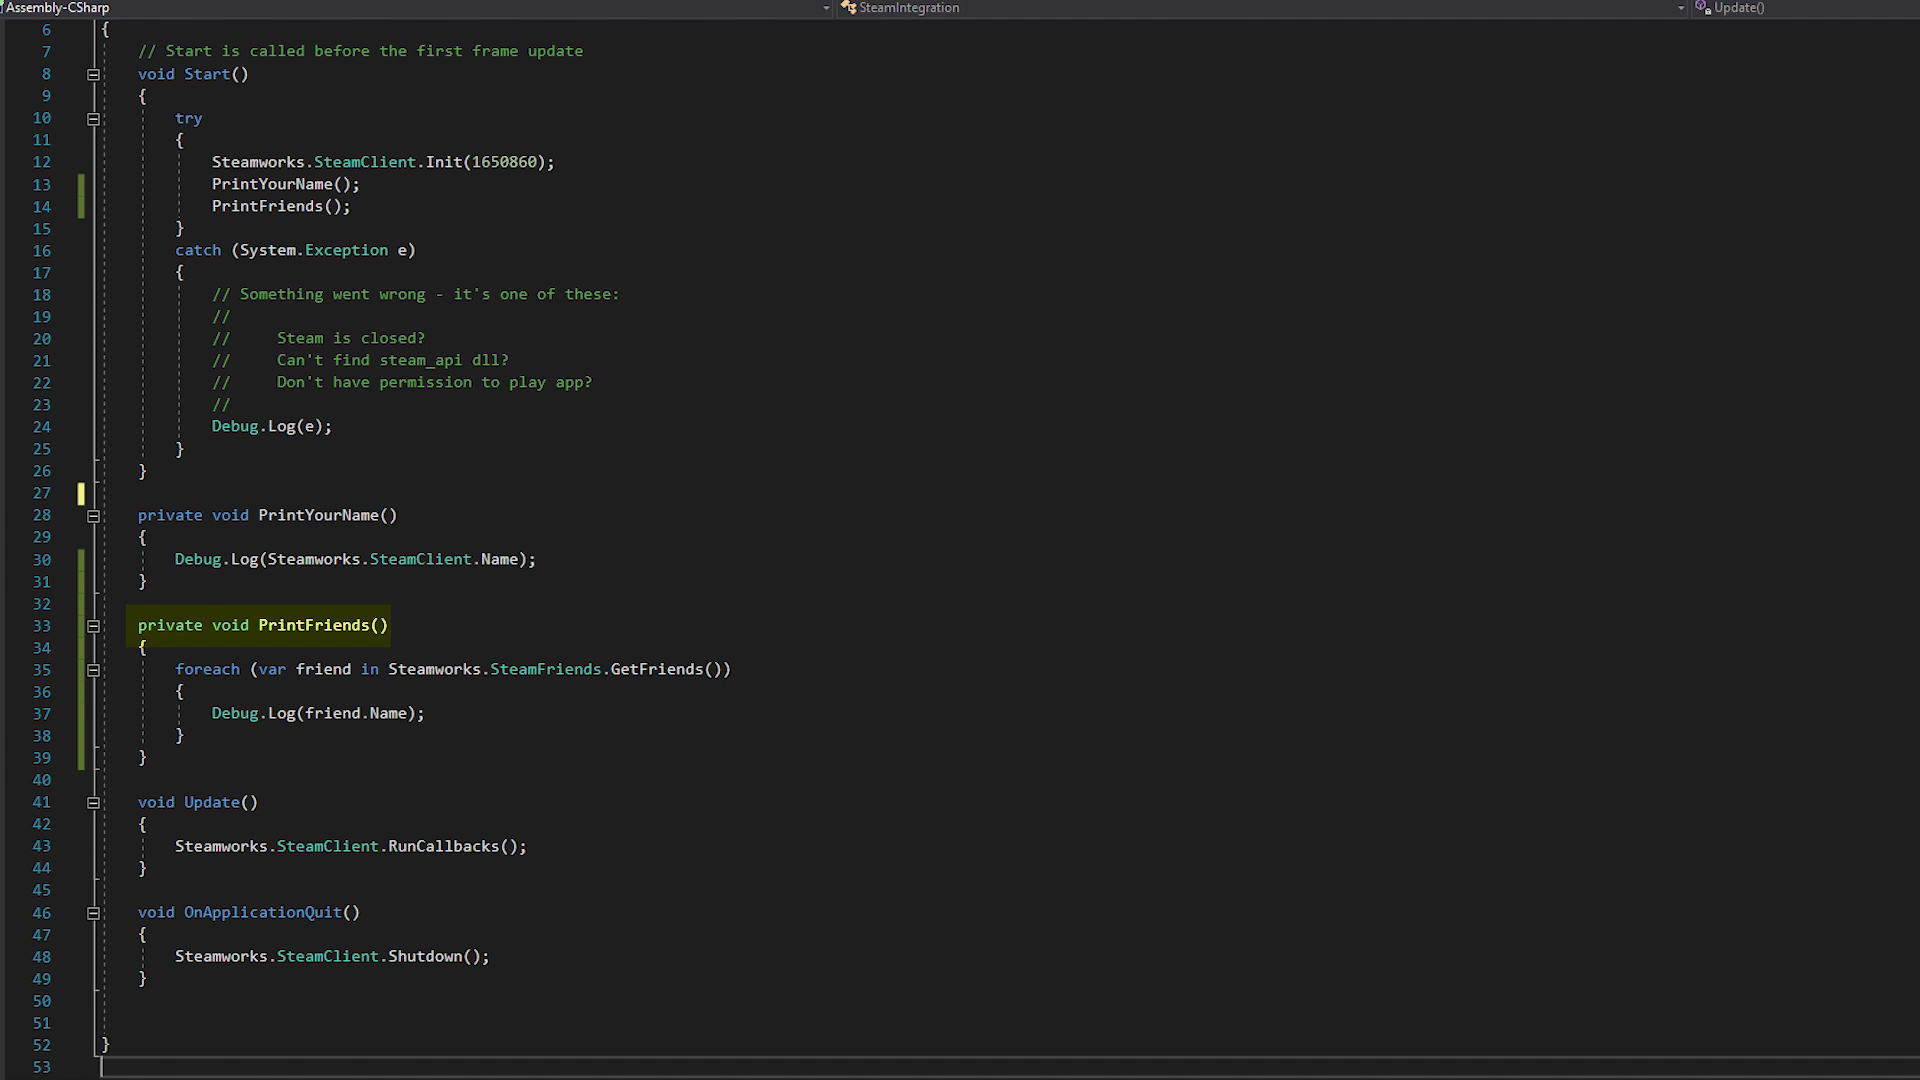 Assembly-CSharp SteamIntegration Update()
6 {
7 // Start is called before the first frame update
8 void Start()
9 {
10 try
11 {
12 Steamworks.SteamClient.Init(1650860);
13 PrintYourName();
14 PrintFriends();
15 }
16 catch (System.Exception e)
17 {
18 // Something went wrong - it's one of these:
19 //
20 // Steam is closed?
21 // Can't find steam_api dll?
22 // Don't have permission to play app?
23 //
24 Debug.Log(e);
25 }
26 }
27
28 private void PrintYourName()
29 {
30 Debug.Log(Steamworks.SteamClient.Name);
31 }
32
33 private void PrintFriends()
34 {
35 foreach (var friend in Steamworks.SteamFriends.GetFriends())
36 {
37 Debug.Log(friend.Name);
38 }
39 }
40
41 void Update()
42 {
43 Steamworks.SteamClient.RunCallbacks();
44 }
45
46 void OnApplicationQuit()
47 {
48 Steamworks.SteamClient.Shutdown();
49 }
50
51
52 }
53